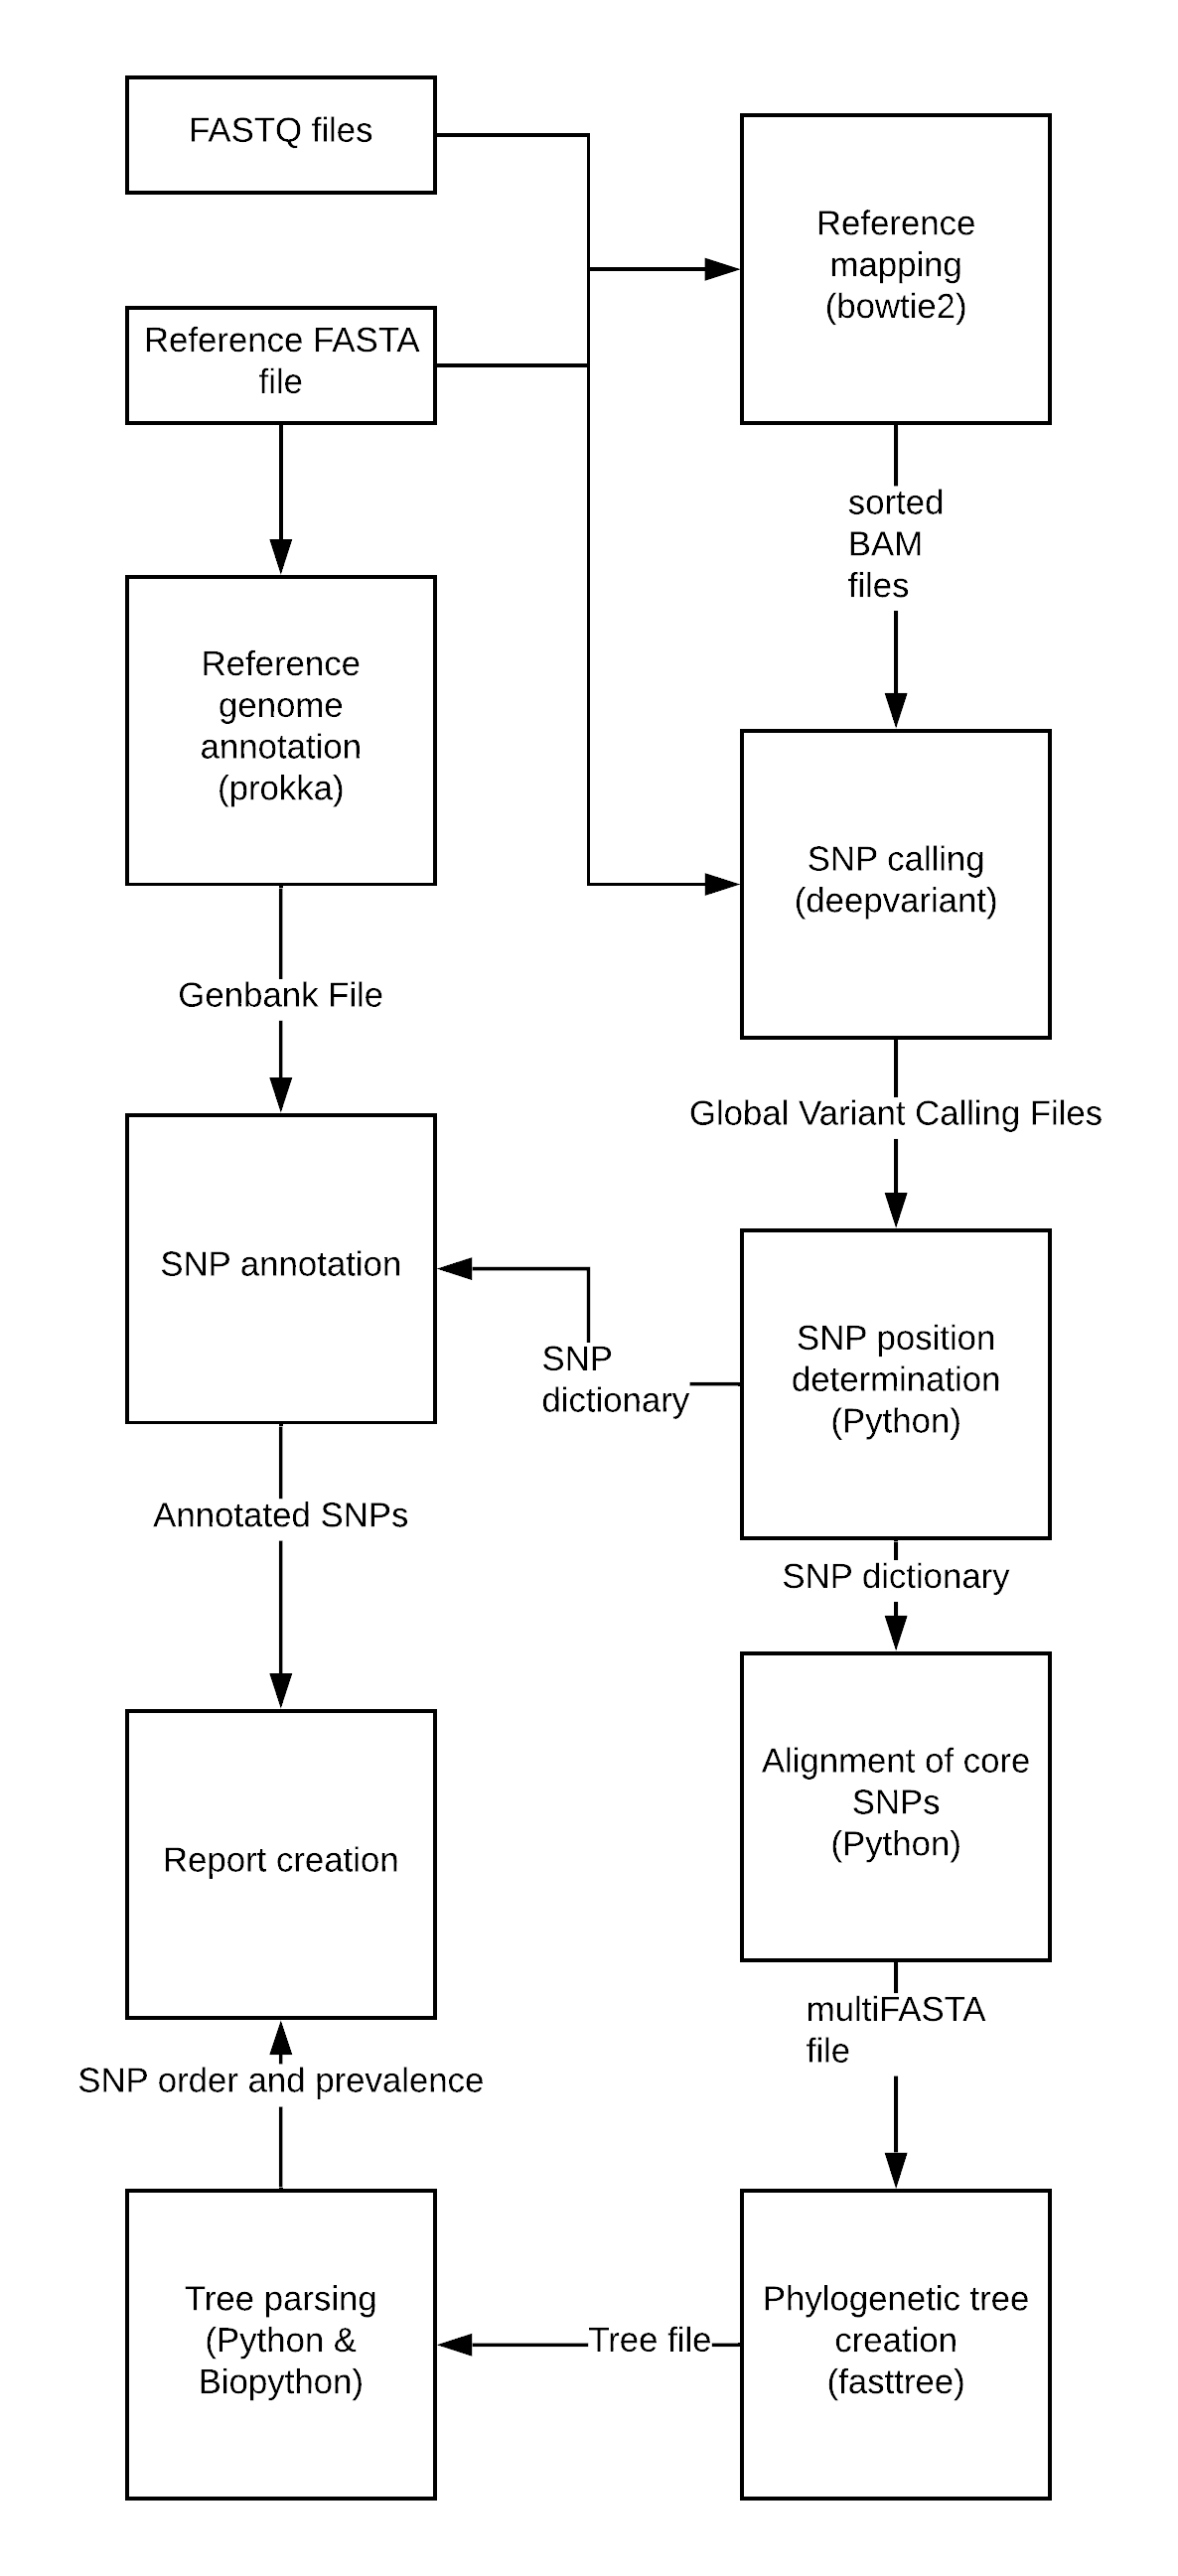 FASTQ files
Reference
mapping
(bowtie2)
Reference FASTA
file
sorted
BAM
files
Reference
genome
annotation
(prokka)
SNP calling
(deepvariant)
Genbank File
Global Variant Calling Files
SNP annotation
SNP
dictionary
SNP position
determination
(Python)
Annotated SNPs
SNP dictionary
Alignment of core
SNPs
(Python)
Report creation
multiFASTA
file
SNP order and prevalence
Tree parsing
(Python &
Biopython)
Tree file
Phylogenetic tree
creation
(fasttree)